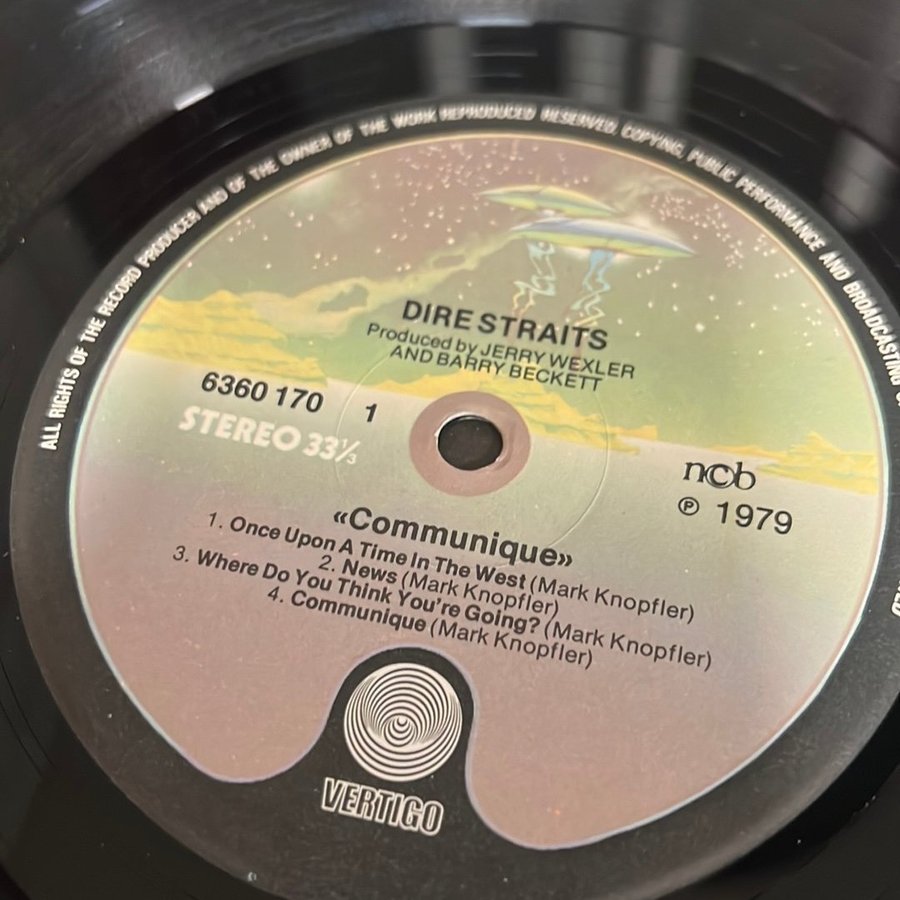 ALL RIGHTS OF THE RECORD PRODUCER AND OF THE OWNER OF THE WORK REPRODUCED RESERVED. COPYING, PUBLIC PERFORMANCE AND BROADCASTING
DIRE STRAITS
Produced by JERRY WEXLER
AND BARRY BECKETT
6360 170 1
STEREO 33⅓
ncb
℗ 1979
«Communique»
1. Once Upon A Time In The West (Mark Knopfler)
2. News (Mark Knopfler)
3. Where Do You Think You're Going? (Mark Knopfler)
4. Communique (Mark Knopfler)
VERTIGO